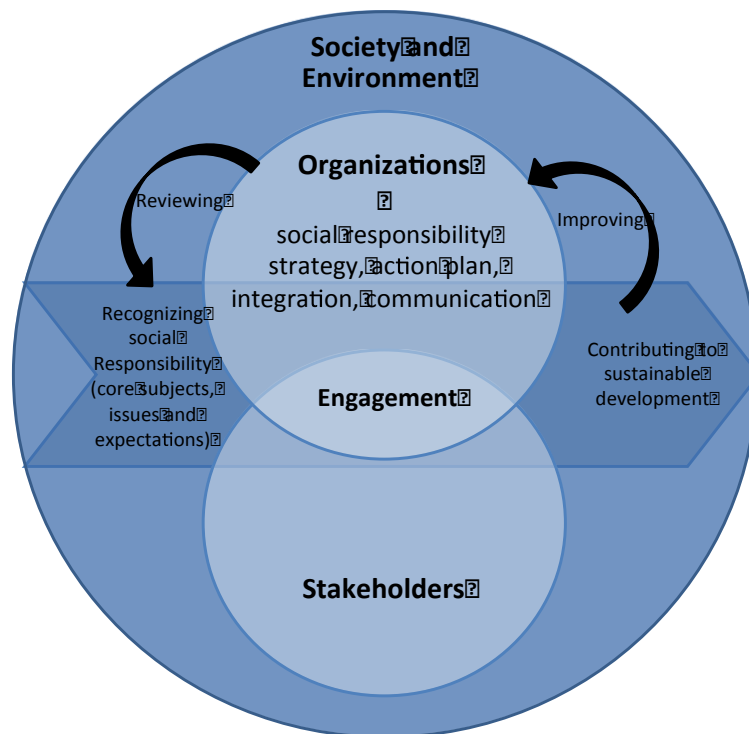 Society and
Environment
Organizations
social responsibility
strategy, action plan,
integration, communication
Reviewing
Improving
Recognizing
social
Responsibility
(core subjects,
issues and
expectations)
Engagement
Contributing to
sustainable
development
Stakeholders